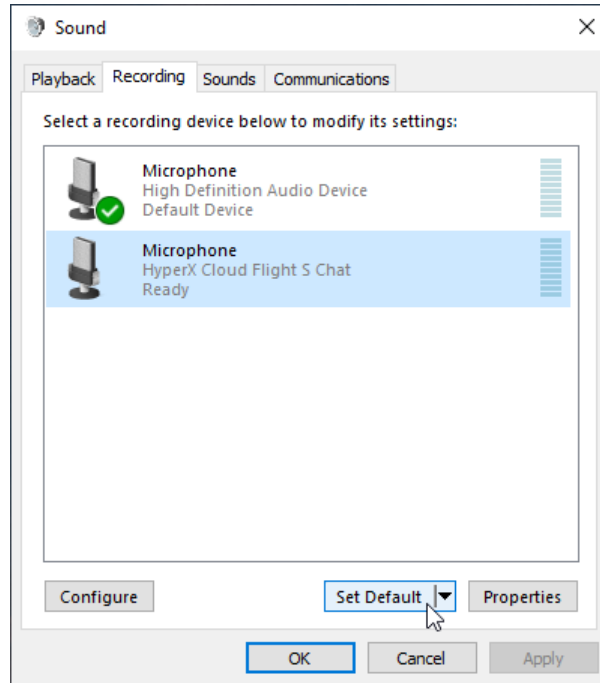 Sound
Playback Recording Sounds Communications
Select a recording device below to modify its settings:
Microphone
High Definition Audio Device
Default Device
Microphone
HyperX Cloud Flight S Chat
Ready
Configure Set Default Properties
OK Cancel Apply